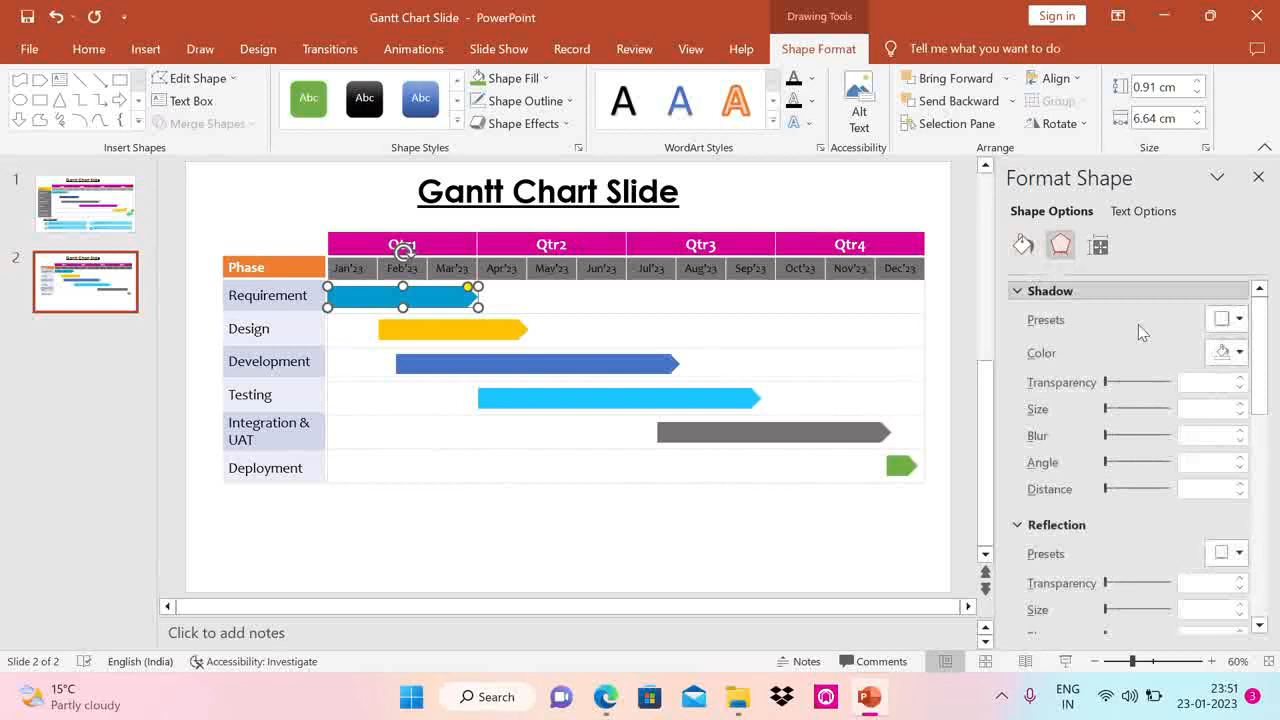 Gantt Chart Slide - PowerPoint
Drawing Tools
Sign in
File Home Insert Draw Design Transitions Animations Slide Show Record Review View Help Shape Format Tell me what you want to do
Edit Shape
Text Box
Merge Shapes
Insert Shapes
Abc Abc Abc
Shape Fill
Shape Outline
Shape Effects
Shape Styles
A A A
WordArt Styles
Alt
Text
Accessibility
Bring Forward
Send Backward
Selection Pane
Align
Group
Rotate
Arrange
0.91 cm
6.64 cm
Size
1
2
Gantt Chart Slide
Qtr1 Qtr2 Qtr3 Qtr4
Phase Jan'23 Feb'23 Mar'23 Apr'23 May'23 Jun'23 Jul'23 Aug'23 Sep'23 Oct'23 Nov'23 Dec'23
Requirement
Design
Development
Testing
Integration &
UAT
Deployment
Format Shape
Shape Options Text Options
Shadow
Presets
Color
Transparency
Size
Blur
Angle
Distance
Reflection
Presets
Transparency
Size
Click to add notes
Slide 2 of 2 English (India) Accessibility: Investigate Notes Comments 60%
15°C
Partly cloudy
Search
ENG
IN
23:51
23-01-2023
3